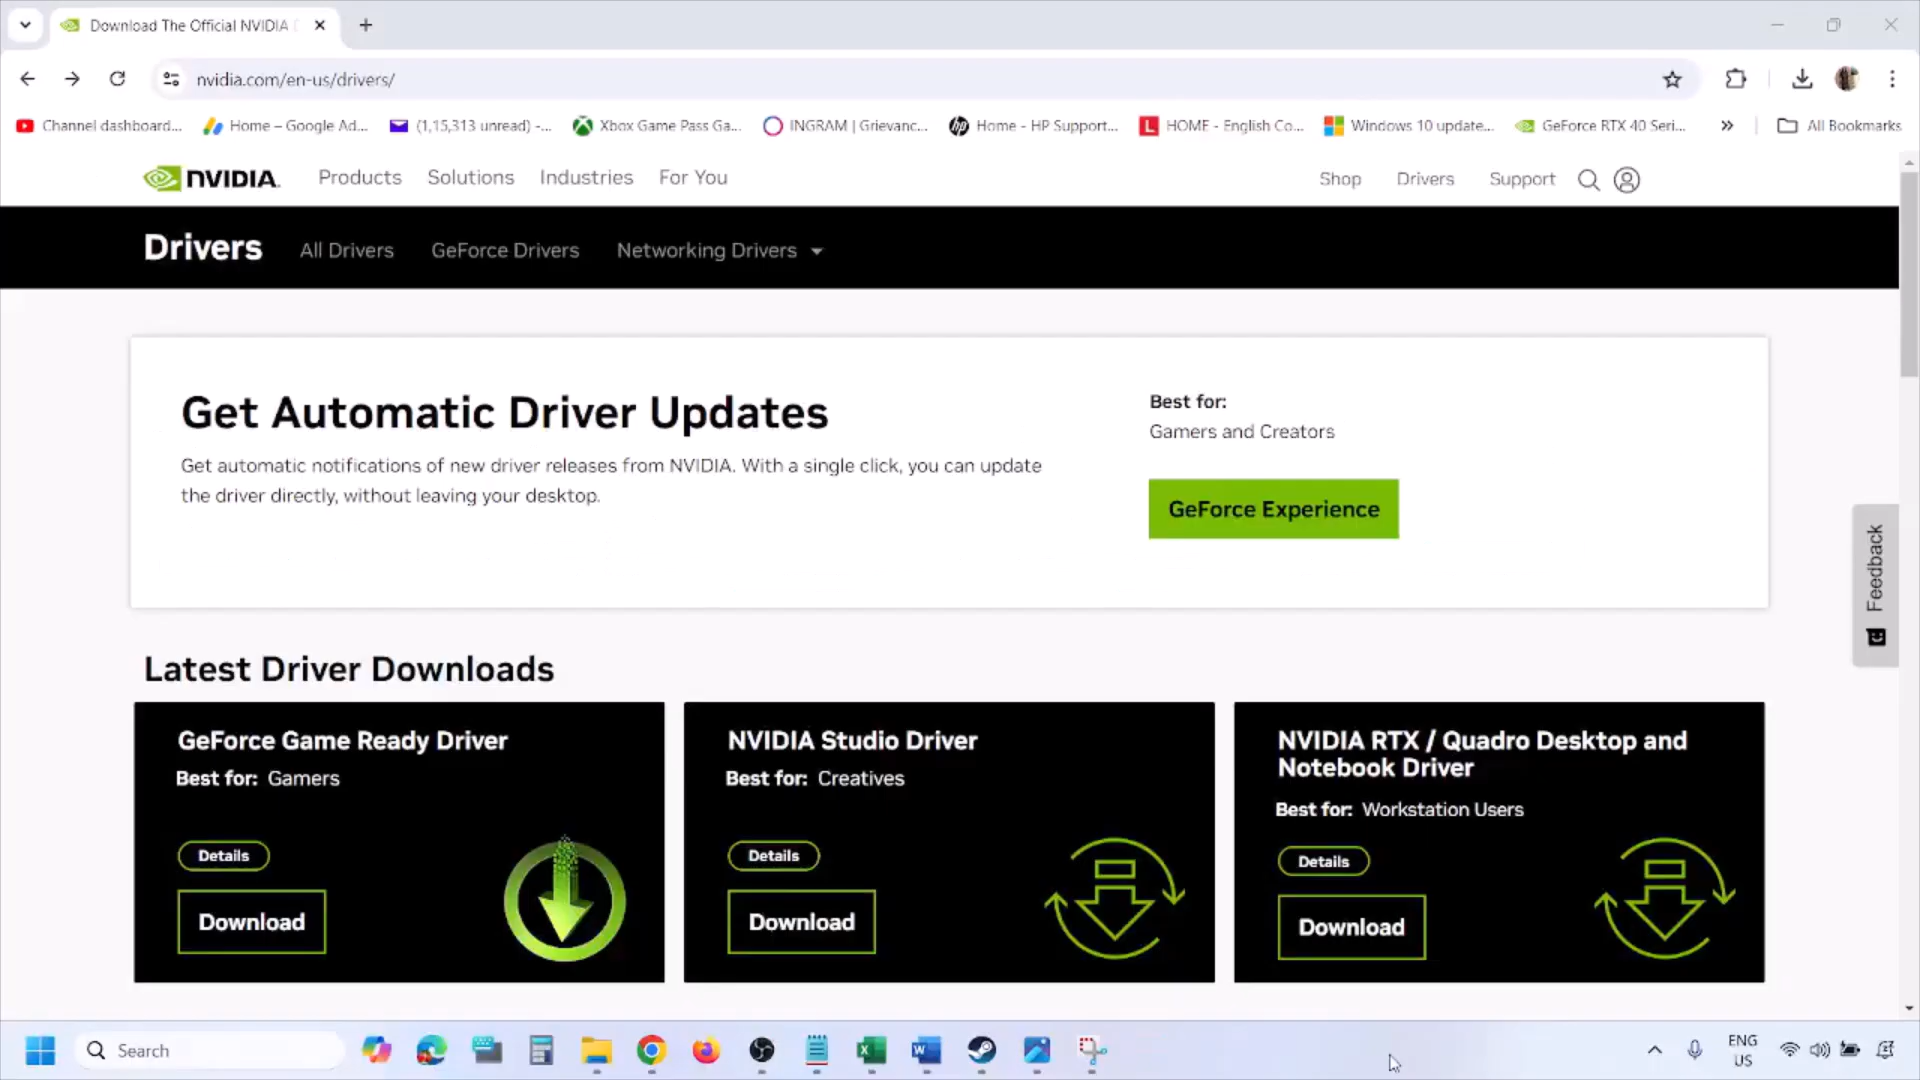 Download The Official NVIDIA
nvidia.com/en-us/drivers/
Channel dashboard...
Home – Google Ad...
(1,15,313 unread) -...
Xbox Game Pass Ga...
INGRAM | Grievanc...
Home - HP Support...
HOME - English Co...
Windows 10 update...
GeForce RTX 40 Seri...
All Bookmarks
NVIDIA.
Products
Solutions
Industries
For You
Shop
Drivers
Support
Drivers
All Drivers
GeForce Drivers
Networking Drivers
Get Automatic Driver Updates
Get automatic notifications of new driver releases from NVIDIA. With a single click, you can update
the driver directly, without leaving your desktop.
Best for:
Gamers and Creators
GeForce Experience
Feedback
Latest Driver Downloads
GeForce Game Ready Driver
Best for: Gamers
Details
Download
NVIDIA Studio Driver
Best for: Creatives
Details
Download
NVIDIA RTX / Quadro Desktop and
Notebook Driver
Best for: Workstation Users
Details
Download
Search
ENG
US